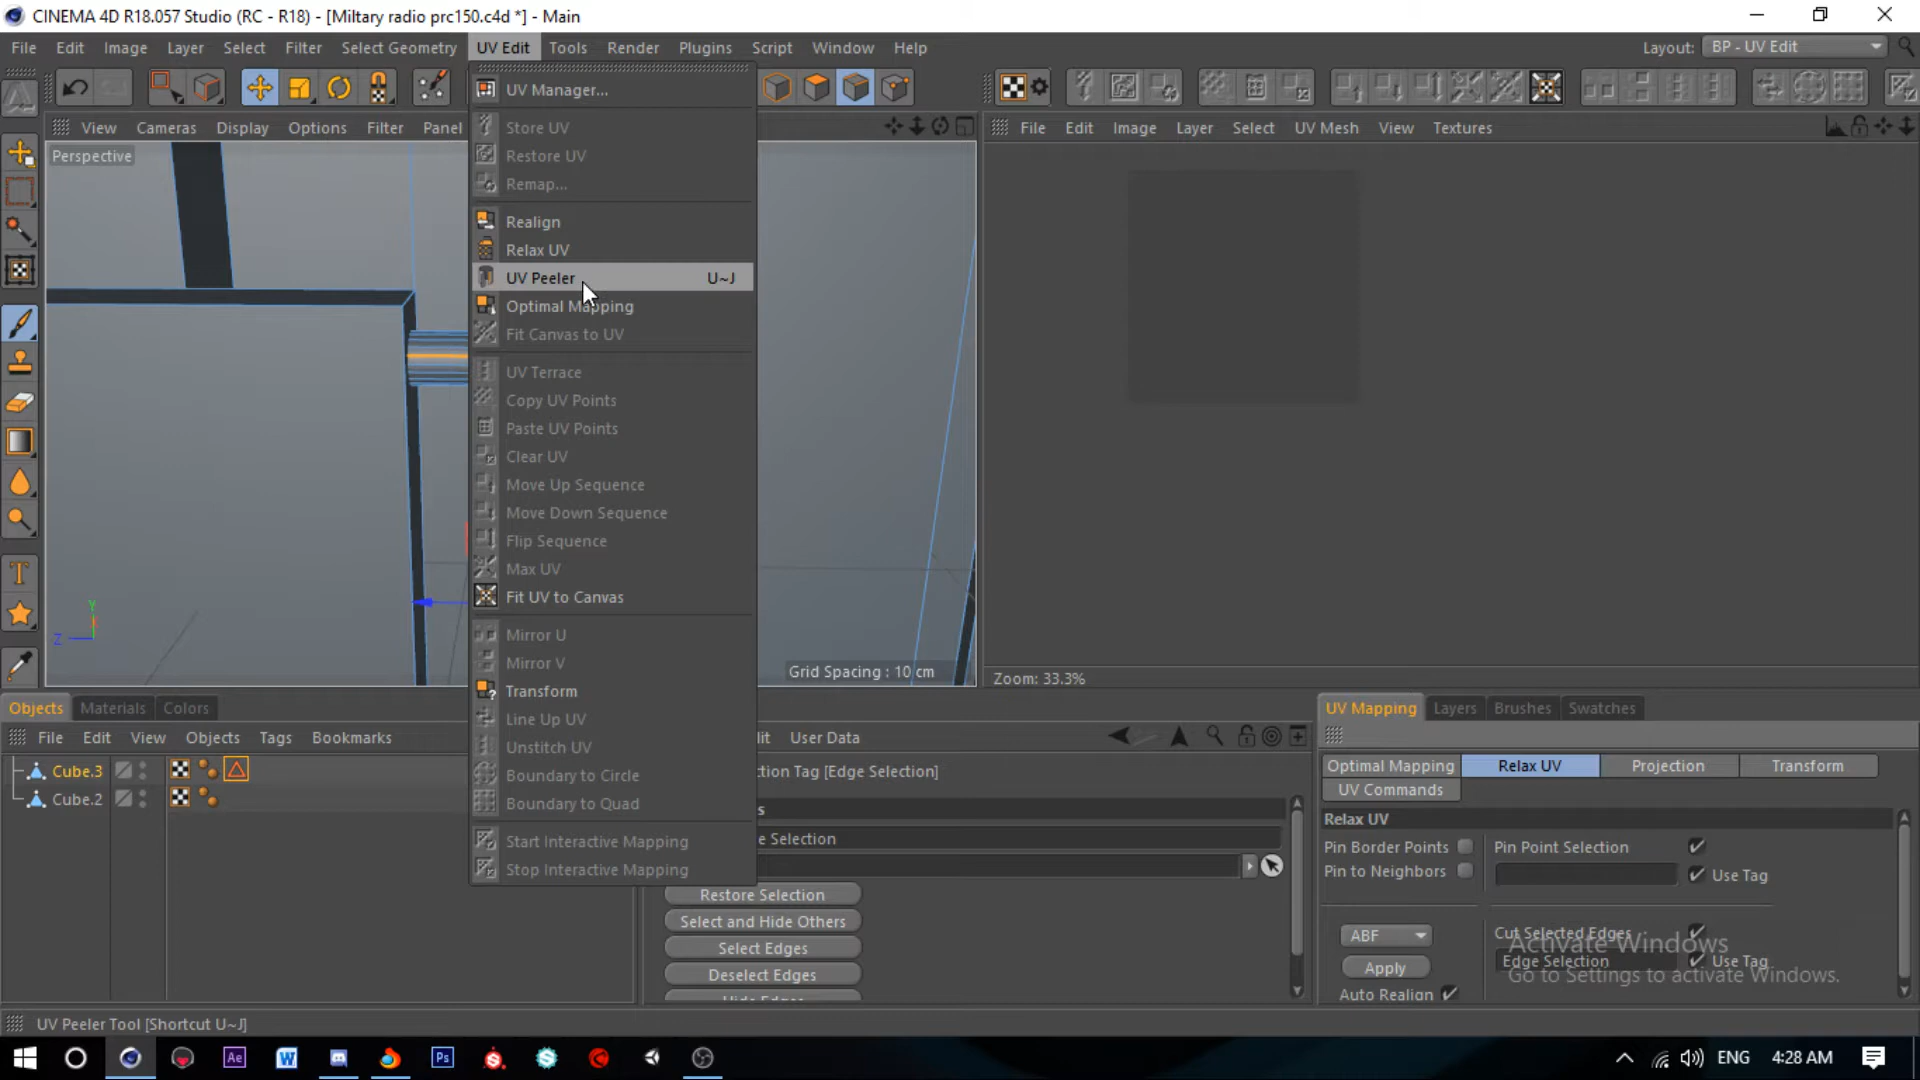 CINEMA 4D R18.057 Studio (RC - R18) - [Miltary radio prc150.c4d *] - Main
File Edit Image Layer Select Filter Select Geometry UV Edit Tools Render Plugins Script Window Help Layout: BP - UV Edit
UV Manager...
View Cameras Display Options Filter Panel
Store UV
File Edit Image Layer Select UV Mesh View Textures
Perspective
Restore UV
Remap...
Realign
Relax UV
UV Peeler U~J
Optimal Mapping
Fit Canvas to UV
UV Terrace
Copy UV Points
Paste UV Points
Clear UV
Move Up Sequence
Move Down Sequence
Flip Sequence
Max UV
Fit UV to Canvas
Y
Z
Mirror U
Mirror V
Grid Spacing : 10 cm
Zoom: 33.3%
Transform
Line Up UV
Unstitch UV
Boundary to Circle
Boundary to Quad
Start Interactive Mapping
Stop Interactive Mapping
Objects Materials Colors
File Edit View Objects Tags Bookmarks
Cube.3
Cube.2
dit User Data
ction Tag [Edge Selection]
s
e Selection
Restore Selection
Select and Hide Others
Select Edges
Deselect Edges
Hide Edges
UV Mapping Layers Brushes Swatches
Optimal Mapping Relax UV Projection Transform
UV Commands
Relax UV
Pin Border Points Pin Point Selection
Pin to Neighbors Use Tag
ABF Cut Selected Edges
Edge Selection Use Tag
Apply
Auto Realign
Activate Windows
Go to Settings to activate Windows.
UV Peeler Tool [Shortcut U~J]
Ae W Ps ENG 4:28 AM